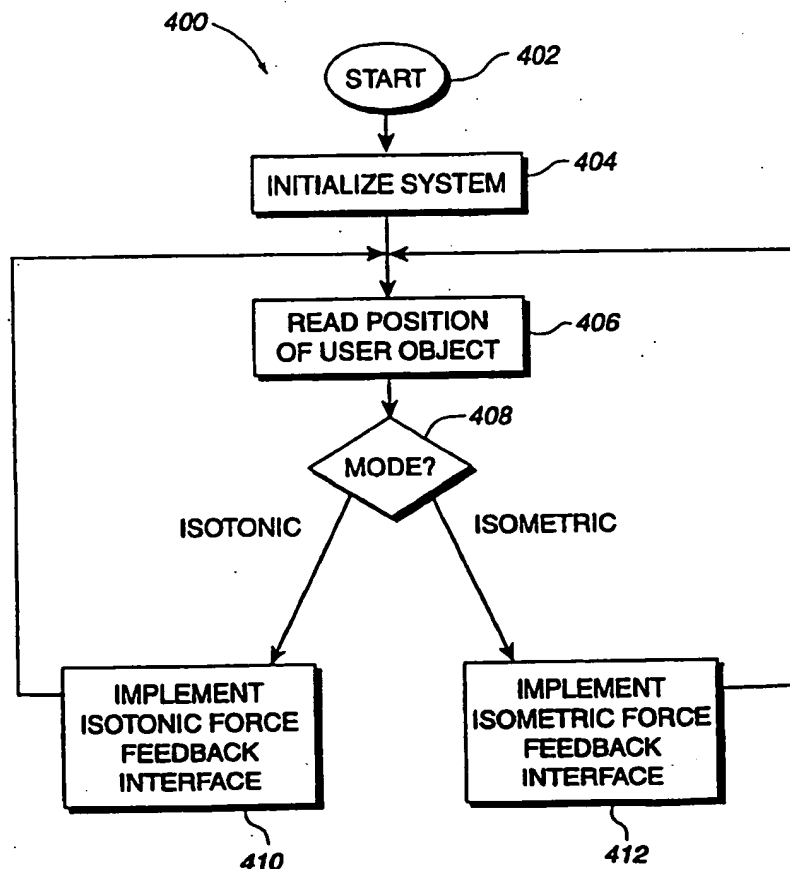 400
402
START
404
INITIALIZE SYSTEM
READ POSITION
OF USER OBJECT
406
408
MODE?
ISOTONIC
ISOMETRIC
IMPLEMENT
ISOTONIC FORCE
FEEDBACK
INTERFACE
IMPLEMENT
ISOMETRIC FORCE
FEEDBACK
INTERFACE
410
412